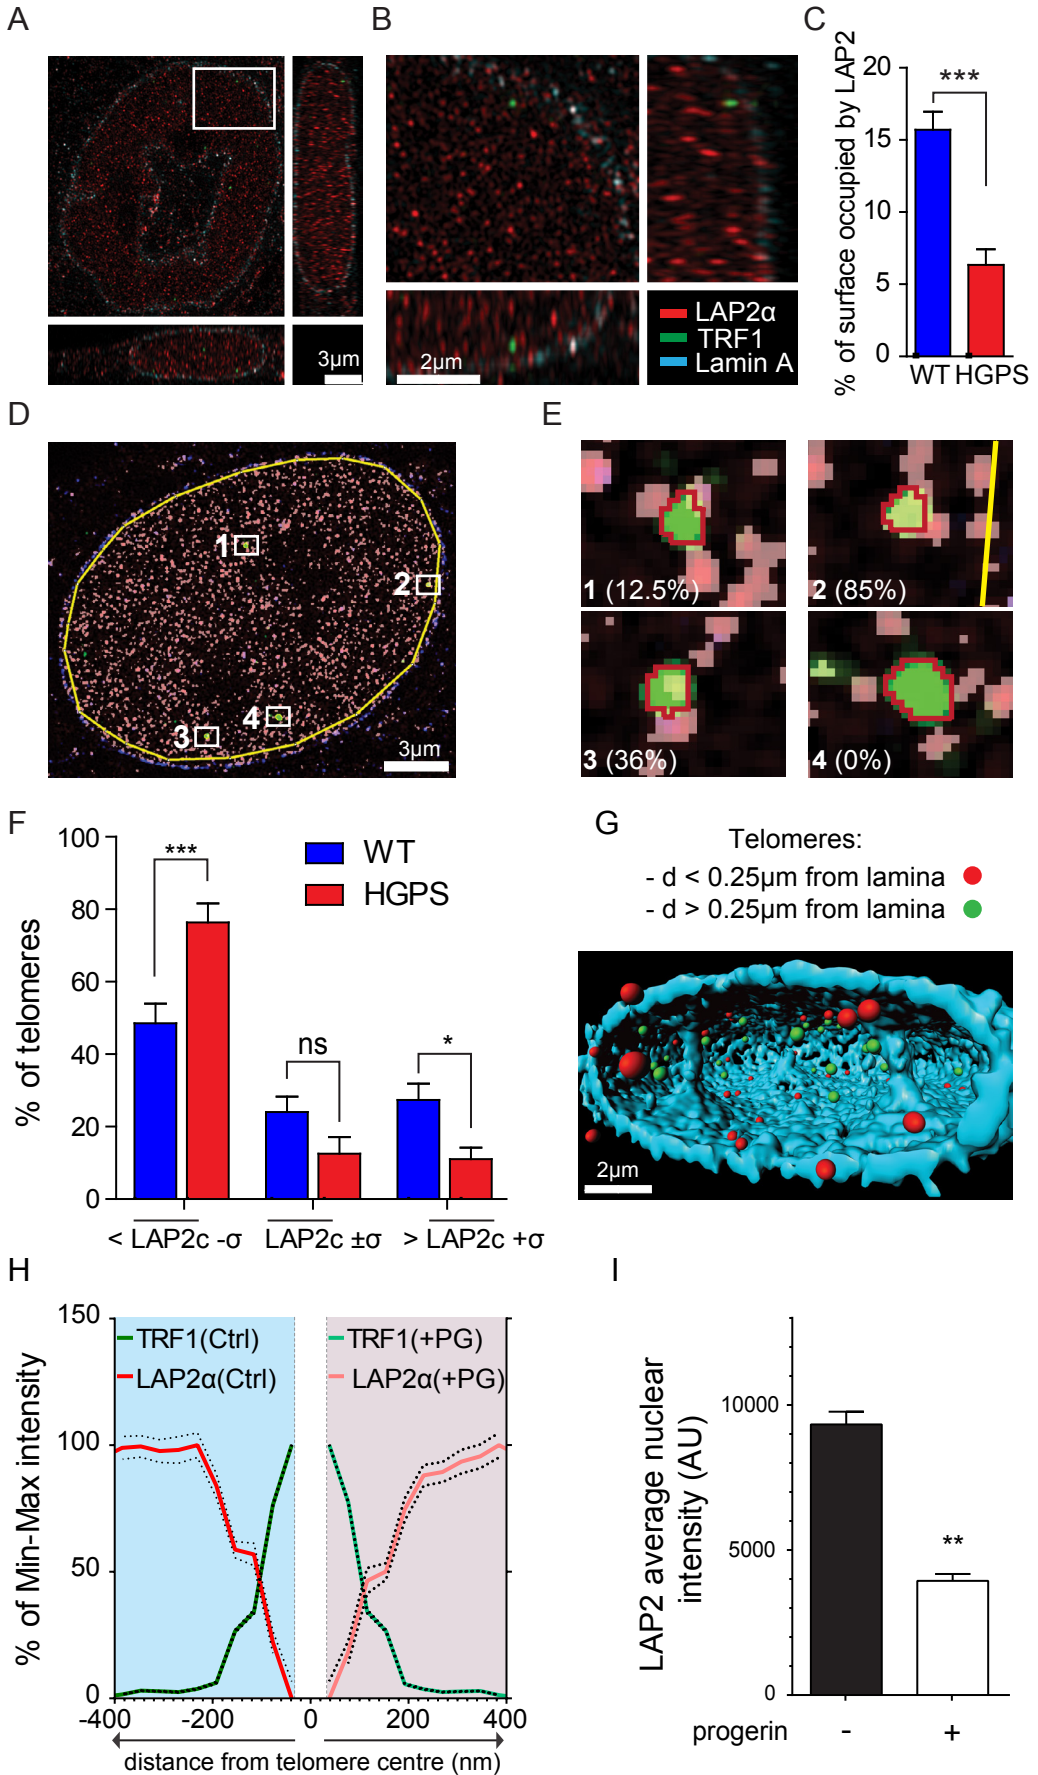 A
3µm
B
LAP2α
TRF1
Lamin A
2µm
C
% of surface occupied by LAP2
20
15
10
5
0
***
WT HGPS
D
1
2
3
4
3µm
E
1 (12.5%)
2 (85%)
3 (36%)
4 (0%)
F
% of telomeres
100
80
60
40
20
0
***
ns
*
WT
HGPS
< LAP2c -σ
LAP2c ±σ
> LAP2c +σ
G
Telomeres:
- d < 0.25µm from lamina
- d > 0.25µm from lamina
2µm
H
% of Min-Max intensity
150
100
50
0
TRF1(Ctrl)
LAP2α(Ctrl)
TRF1(+PG)
LAP2α(+PG)
-400 -200 0 200 400
distance from telomere centre (nm)
I
LAP2 average nuclear
intensity (AU)
10000
5000
0
**
progerin - +